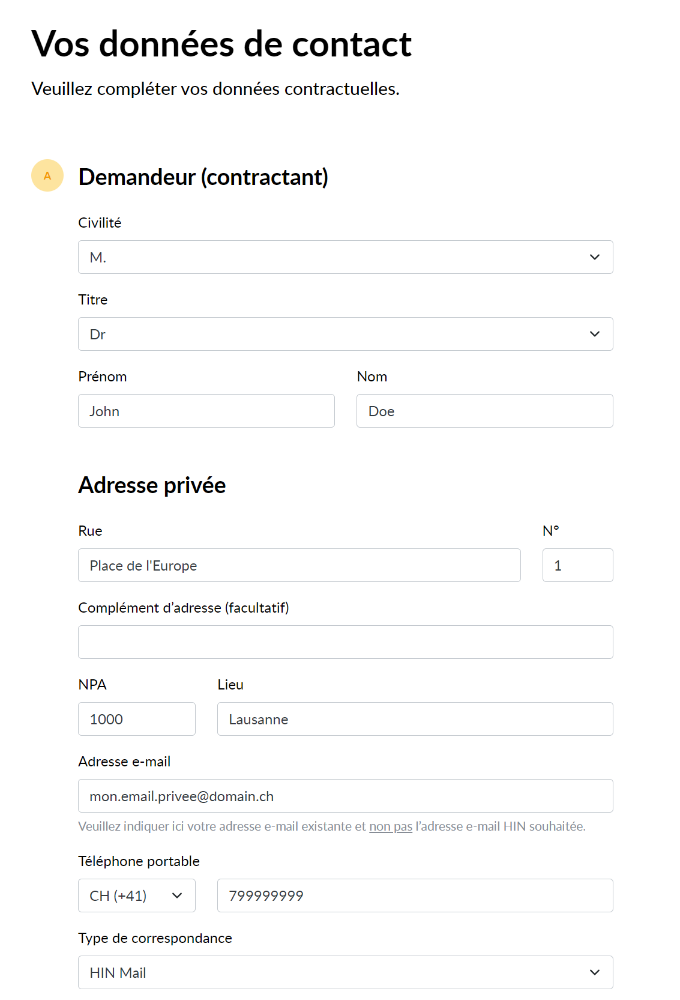 Vos données de contact
Veuillez compléter vos données contractuelles.
A
Demandeur (contractant)
Civilité
M.
Titre
Dr
Prénom Nom
John Doe
Adresse privée
Rue N°
Place de l'Europe 1
Complément d’adresse (facultatif)
NPA Lieu
1000 Lausanne
Adresse e-mail
mon.email.privee@domain.ch
Veuillez indiquer ici votre adresse e-mail existante et non pas l’adresse e-mail HIN souhaitée.
Téléphone portable
CH (+41) 799999999
Type de correspondance
HIN Mail